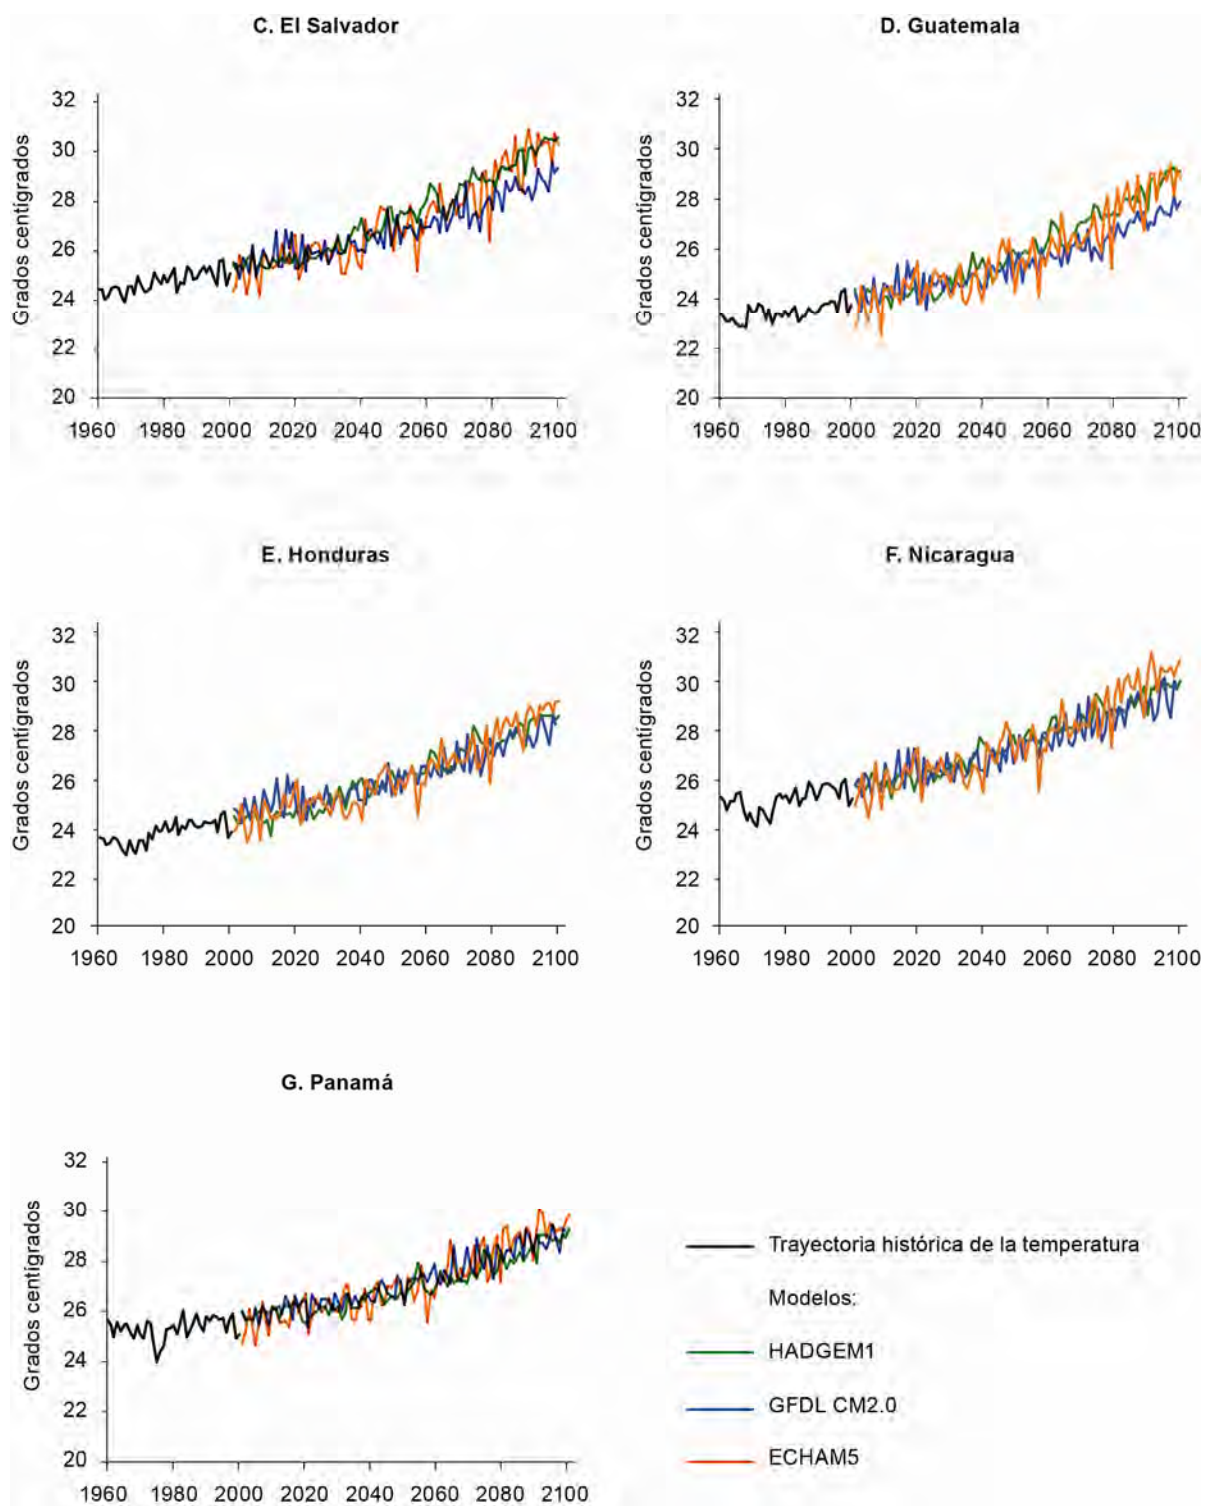 C. El Salvador
D. Guatemala
Grados centígrados
32
30
28
26
24
22
20
1960 1980 2000 2020 2040 2060 2080 2100
Grados centígrados
32
30
28
26
24
22
20
1960 1980 2000 2020 2040 2060 2080 2100
E. Honduras
F. Nicaragua
Grados centígrados
32
30
28
26
24
22
20
1960 1980 2000 2020 2040 2060 2080 2100
Grados centígrados
32
30
28
26
24
22
20
1960 1980 2000 2020 2040 2060 2080 2100
G. Panamá
Grados centígrados
32
30
28
26
24
22
20
1960 1980 2000 2020 2040 2060 2080 2100
Trayectoria histórica de la temperatura
Modelos:
HADGEM1
GFDL CM2.0
ECHAM5